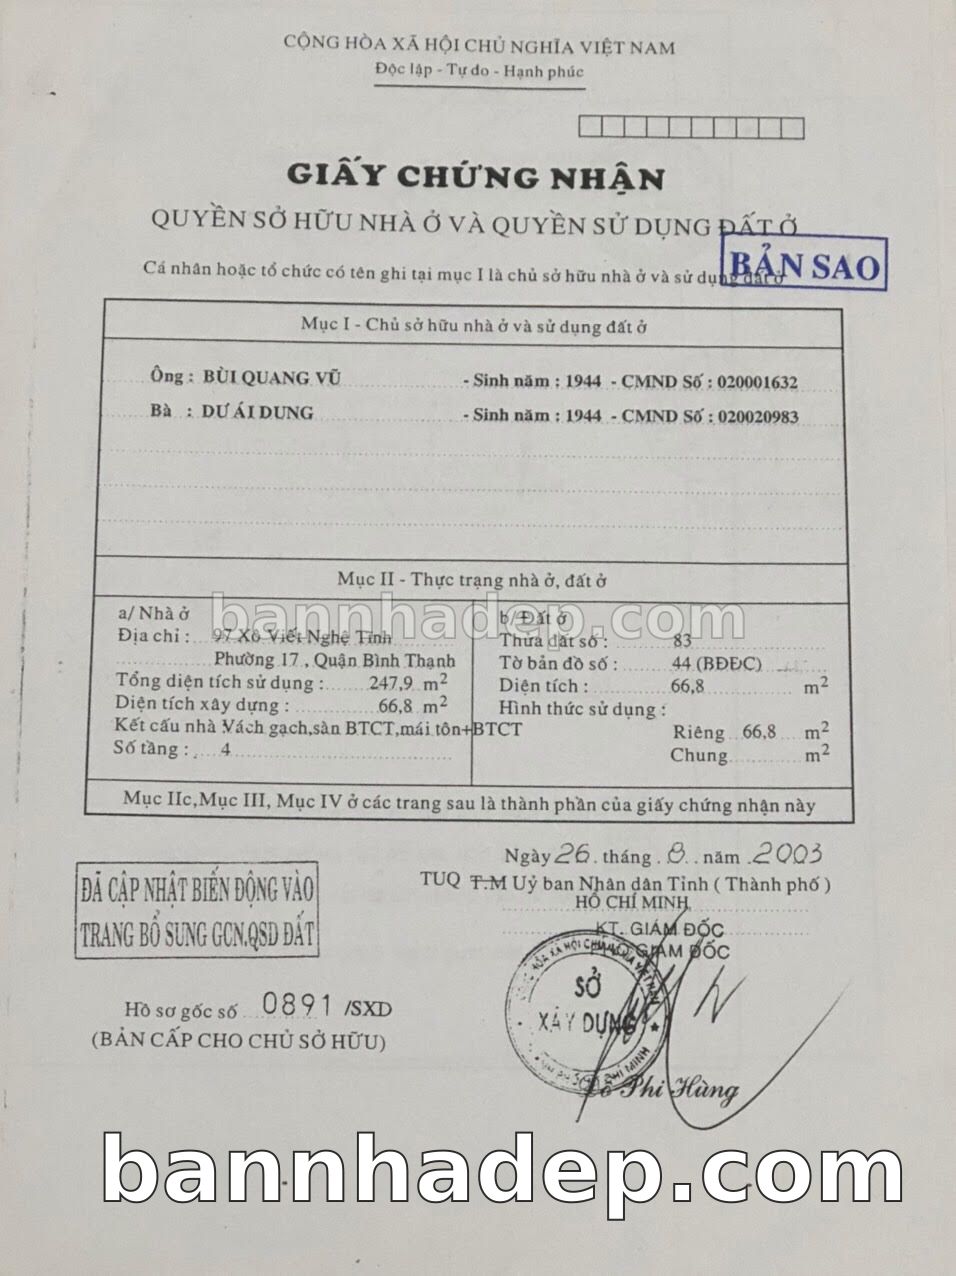 CỘNG HÒA XÃ HỘI CHỦ NGHĨA VIỆT NAM
Độc lập - Tự do - Hạnh phúc
GIẤY CHỨNG NHẬN
QUYỀN SỞ HỮU NHÀ Ở VÀ QUYỀN SỬ DỤNG ĐẤT Ở
BẢN SAO
Cá nhân hoặc tổ chức có tên ghi tại mục I là chủ sở hữu nhà ở và sử dụng đất ở
Mục I - Chủ sở hữu nhà ở và sử dụng đất ở
Ông : BÙI QUANG VŨ - Sinh năm : 1944 - CMND Số : 020001632
Bà : DƯ ÁI DUNG - Sinh năm : 1944 - CMND Số : 020020983
Mục II - Thực trạng nhà ở, đất ở
bannhadep.com
a/ Nhà ở
Địa chỉ : 97 Xô Viết Nghệ Tĩnh
Phường 17 , Quận Bình Thạnh
Tổng diện tích sử dụng : 247,9 m2
Diện tích xây dựng : 66,8 m2
Kết cấu nhà Vách gạch,sàn BTCT,mái tôn+BTCT
Số tầng : 4
b/ Đất ở
Thửa đất số : 83
Tờ bản đồ số : 44 (BĐĐC)
Diện tích : 66,8 m2
Hình thức sử dụng :
Riêng 66,8 m2
Chung m2
Mục IIc,Mục III, Mục IV ở các trang sau là thành phần của giấy chứng nhận này
ĐÃ CẬP NHẬT BIẾN ĐỘNG VÀO
TRANG BỔ SUNG GCN.QSD ĐẤT
Hồ sơ gốc số 0891 /SXD
(BẢN CẤP CHO CHỦ SỞ HỮU)
Ngày 26 . tháng . 8 . . năm . 2003
TUQ T.M Uỷ ban Nhân dân Tỉnh ( Thành phố )
HỒ CHÍ MINH
KT. GIÁM ĐỐC
GIÁM ĐỐC
SỞ
XÂY DỰNG
Phi Hùng
bannhadep.com